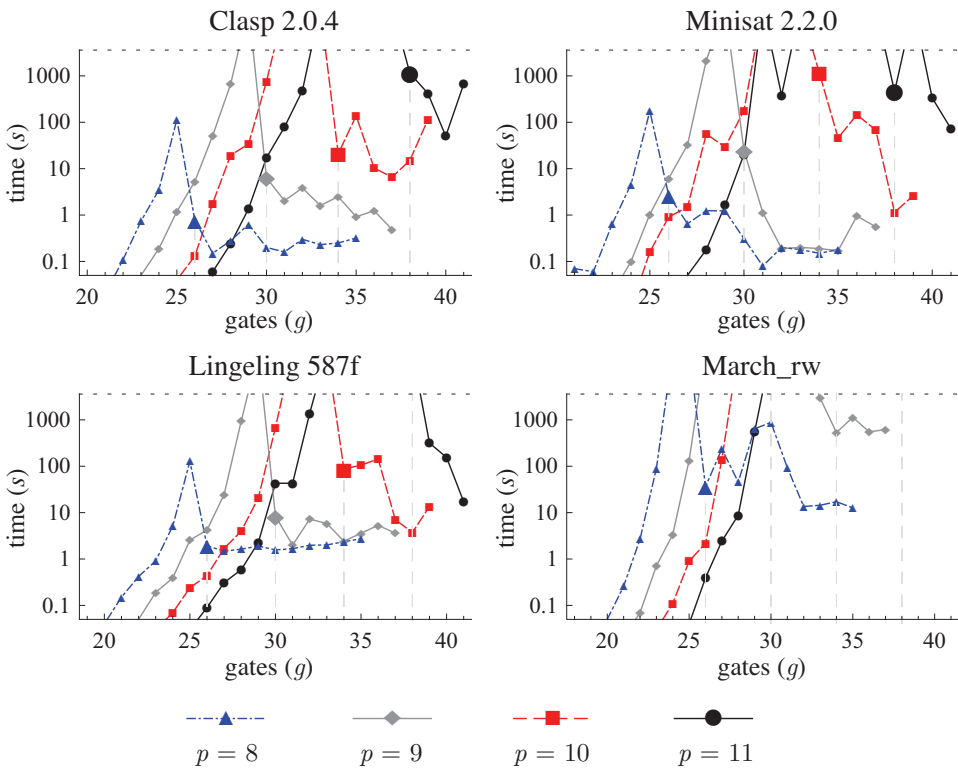 Clasp 2.0.4
Minisat 2.2.0
time (s)
1000
100
10
1
0.1
20 25 30 35 40
gates (g)
time (s)
1000
100
10
1
0.1
25 30 35 40
gates (g)
Lingeling 587f
March_rw
time (s)
1000
100
10
1
0.1
20 25 30 35 40
gates (g)
time (s)
1000
100
10
1
0.1
20 25 30 35 40
gates (g)
p = 8
p = 9
p = 10
p = 11